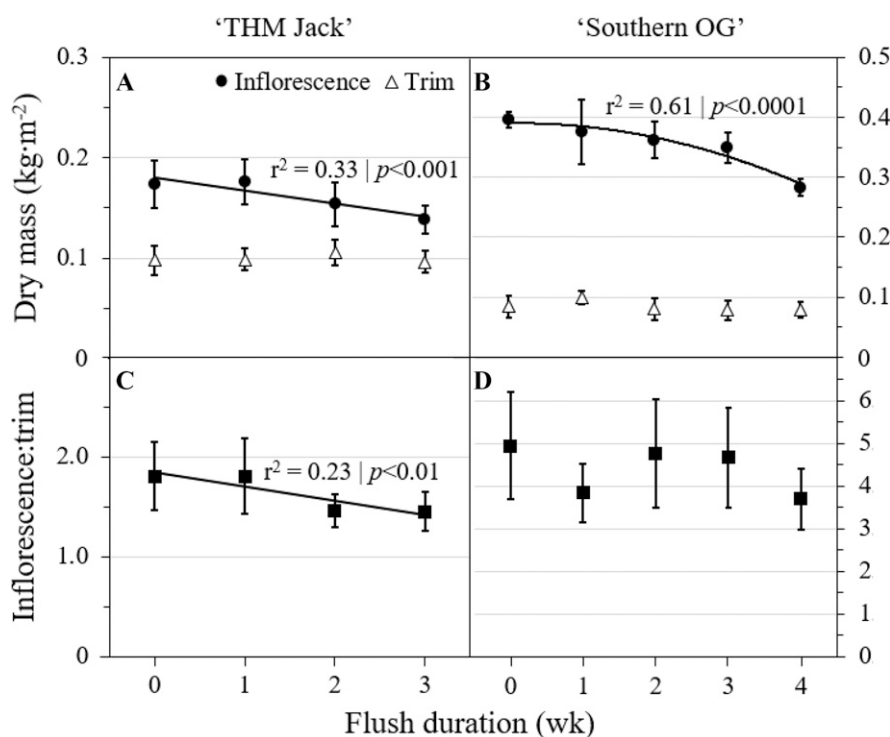 ‘THM Jack’ ‘Southern OG’
0.3 0.5
A ● Inflorescence △ Trim B
r² = 0.61 | p<0.0001
0.4
0.2
r² = 0.33 | p<0.001
0.3
0.2
0.1
0.1
0 0
Dry mass (kg·m⁻²)
C D
6
2.0 5
r² = 0.23 | p<0.01
4
3
1.0
2
1
0 0
Inflorescence:trim
0 1 2 3 0 1 2 3 4
Flush duration (wk)